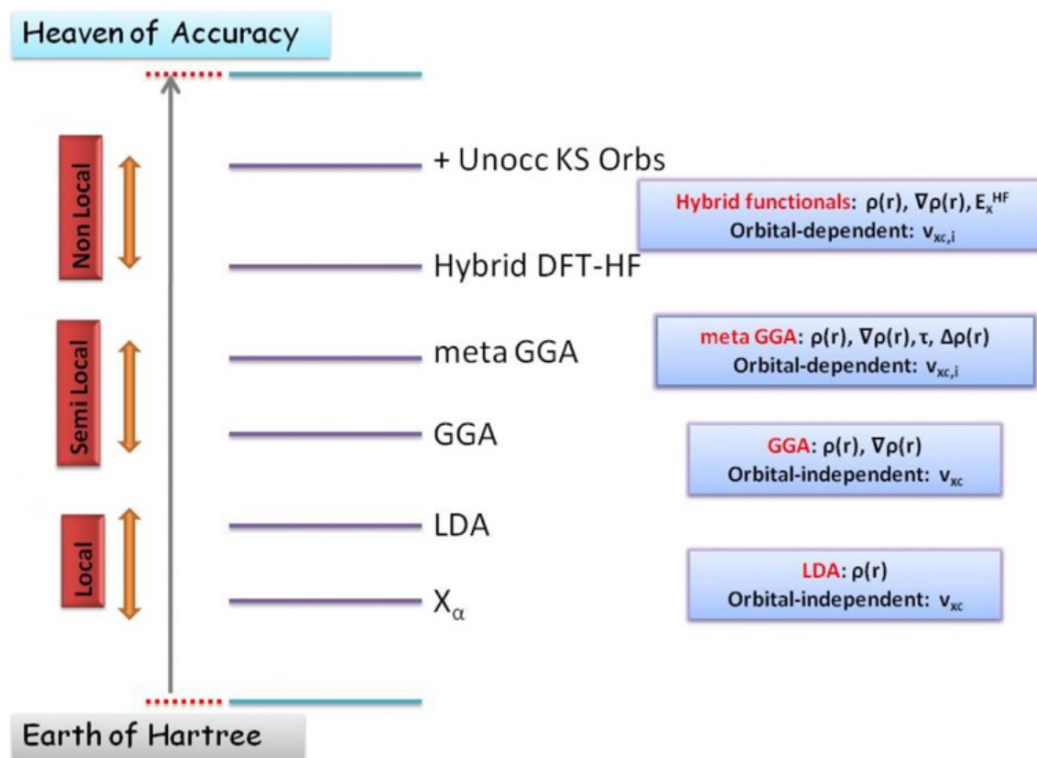 Heaven of Accuracy
Non Local
+ Unocc KS Orbs
Hybrid functionals: ρ(r), ∇ρ(r), Eₓᴴᶠ
Orbital-dependent: vxc,i
Hybrid DFT-HF
Semi Local
meta GGA
meta GGA: ρ(r), ∇ρ(r), τ, Δρ(r)
Orbital-dependent: vxc,i
GGA
GGA: ρ(r), ∇ρ(r)
Orbital-independent: vxc
Local
LDA
LDA: ρ(r)
Orbital-independent: vxc
Xα
Earth of Hartree